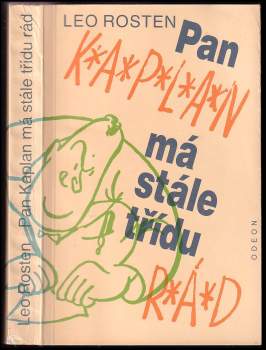 LEO ROSTEN
Pan
K*A*P*L*A*N
má
stále
třídu
R*Á*D
ODEON
Leo Rosten Pan Kaplan má stále třídu rád